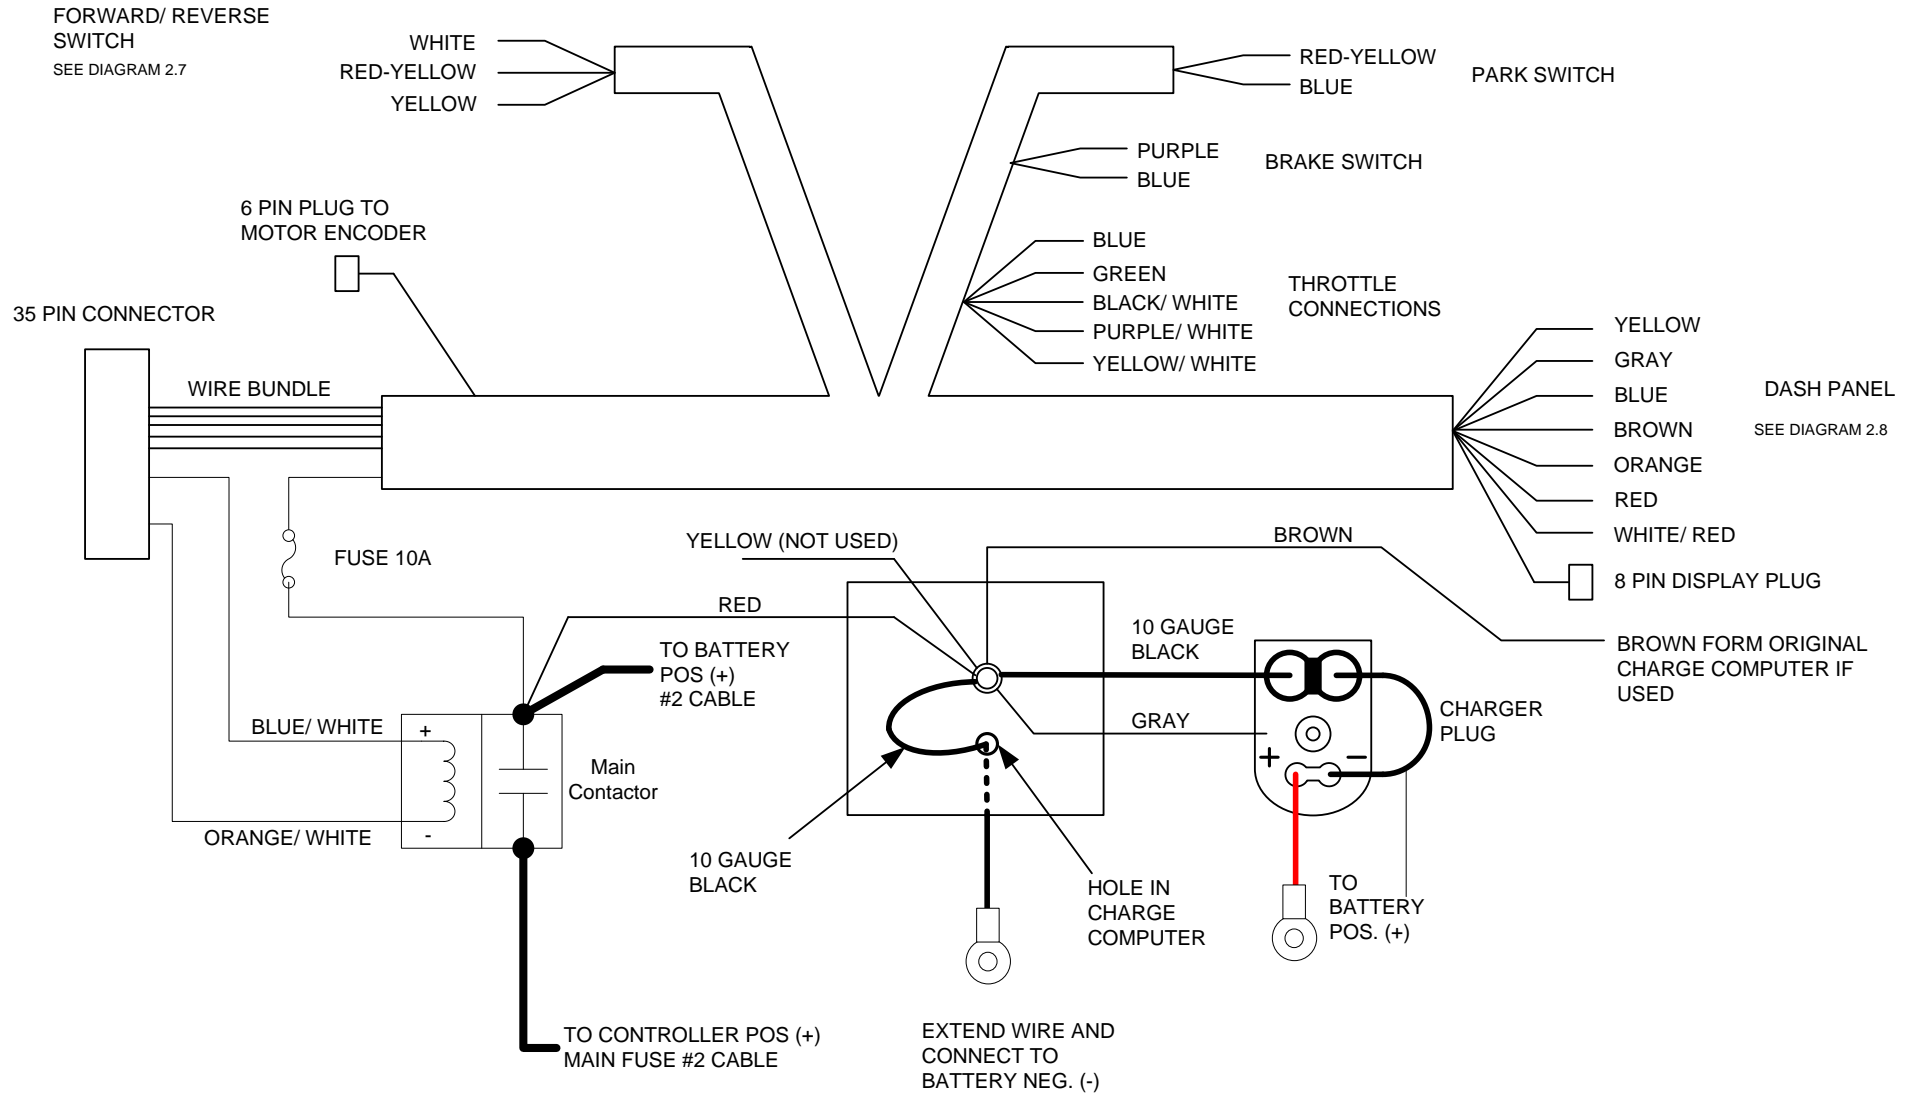 FORWARD/ REVERSE
SWITCH
SEE DIAGRAM 2.7
WHITE
RED-YELLOW
YELLOW
RED-YELLOW
BLUE
PARK SWITCH
PURPLE
BLUE
BRAKE SWITCH
6 PIN PLUG TO
MOTOR ENCODER
BLUE
GREEN
BLACK/ WHITE
PURPLE/ WHITE
YELLOW/ WHITE
THROTTLE
CONNECTIONS
35 PIN CONNECTOR
WIRE BUNDLE
YELLOW
GRAY
BLUE
BROWN
ORANGE
RED
WHITE/ RED
8 PIN DISPLAY PLUG
DASH PANEL
SEE DIAGRAM 2.8
FUSE 10A
YELLOW (NOT USED)
BROWN
RED
TO BATTERY
POS (+)
#2 CABLE
10 GAUGE
BLACK
BROWN FORM ORIGINAL
CHARGE COMPUTER IF
USED
BLUE/ WHITE
+
-
ORANGE/ WHITE
Main
Contactor
GRAY
CHARGER
PLUG
+ −
10 GAUGE
BLACK
HOLE IN
CHARGE
COMPUTER
TO
BATTERY
POS. (+)
TO CONTROLLER POS (+)
MAIN FUSE #2 CABLE
EXTEND WIRE AND
CONNECT TO
BATTERY NEG. (-)